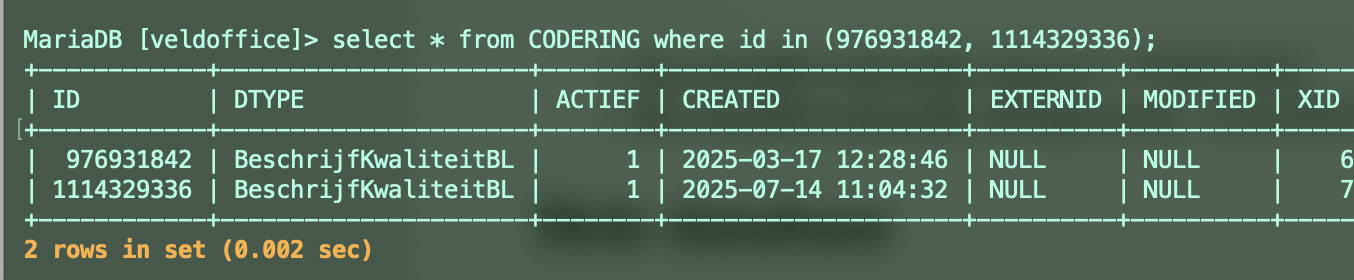 MariaDB [veldoffice]> select * from CODERING where id in (976931842, 1114329336);
+------------+----------------------+--------+---------------------+----------+----------+-----
| ID         | DTYPE                | ACTIEF | CREATED             | EXTERNID | MODIFIED | XID
[+------------+----------------------+--------+---------------------+----------+----------+-----
|  976931842 | BeschrijfKwaliteitBL |      1 | 2025-03-17 12:28:46 | NULL     | NULL     |    6
| 1114329336 | BeschrijfKwaliteitBL |      1 | 2025-07-14 11:04:32 | NULL     | NULL     |    7
+------------+----------------------+--------+---------------------+----------+----------+-----
2 rows in set (0.002 sec)